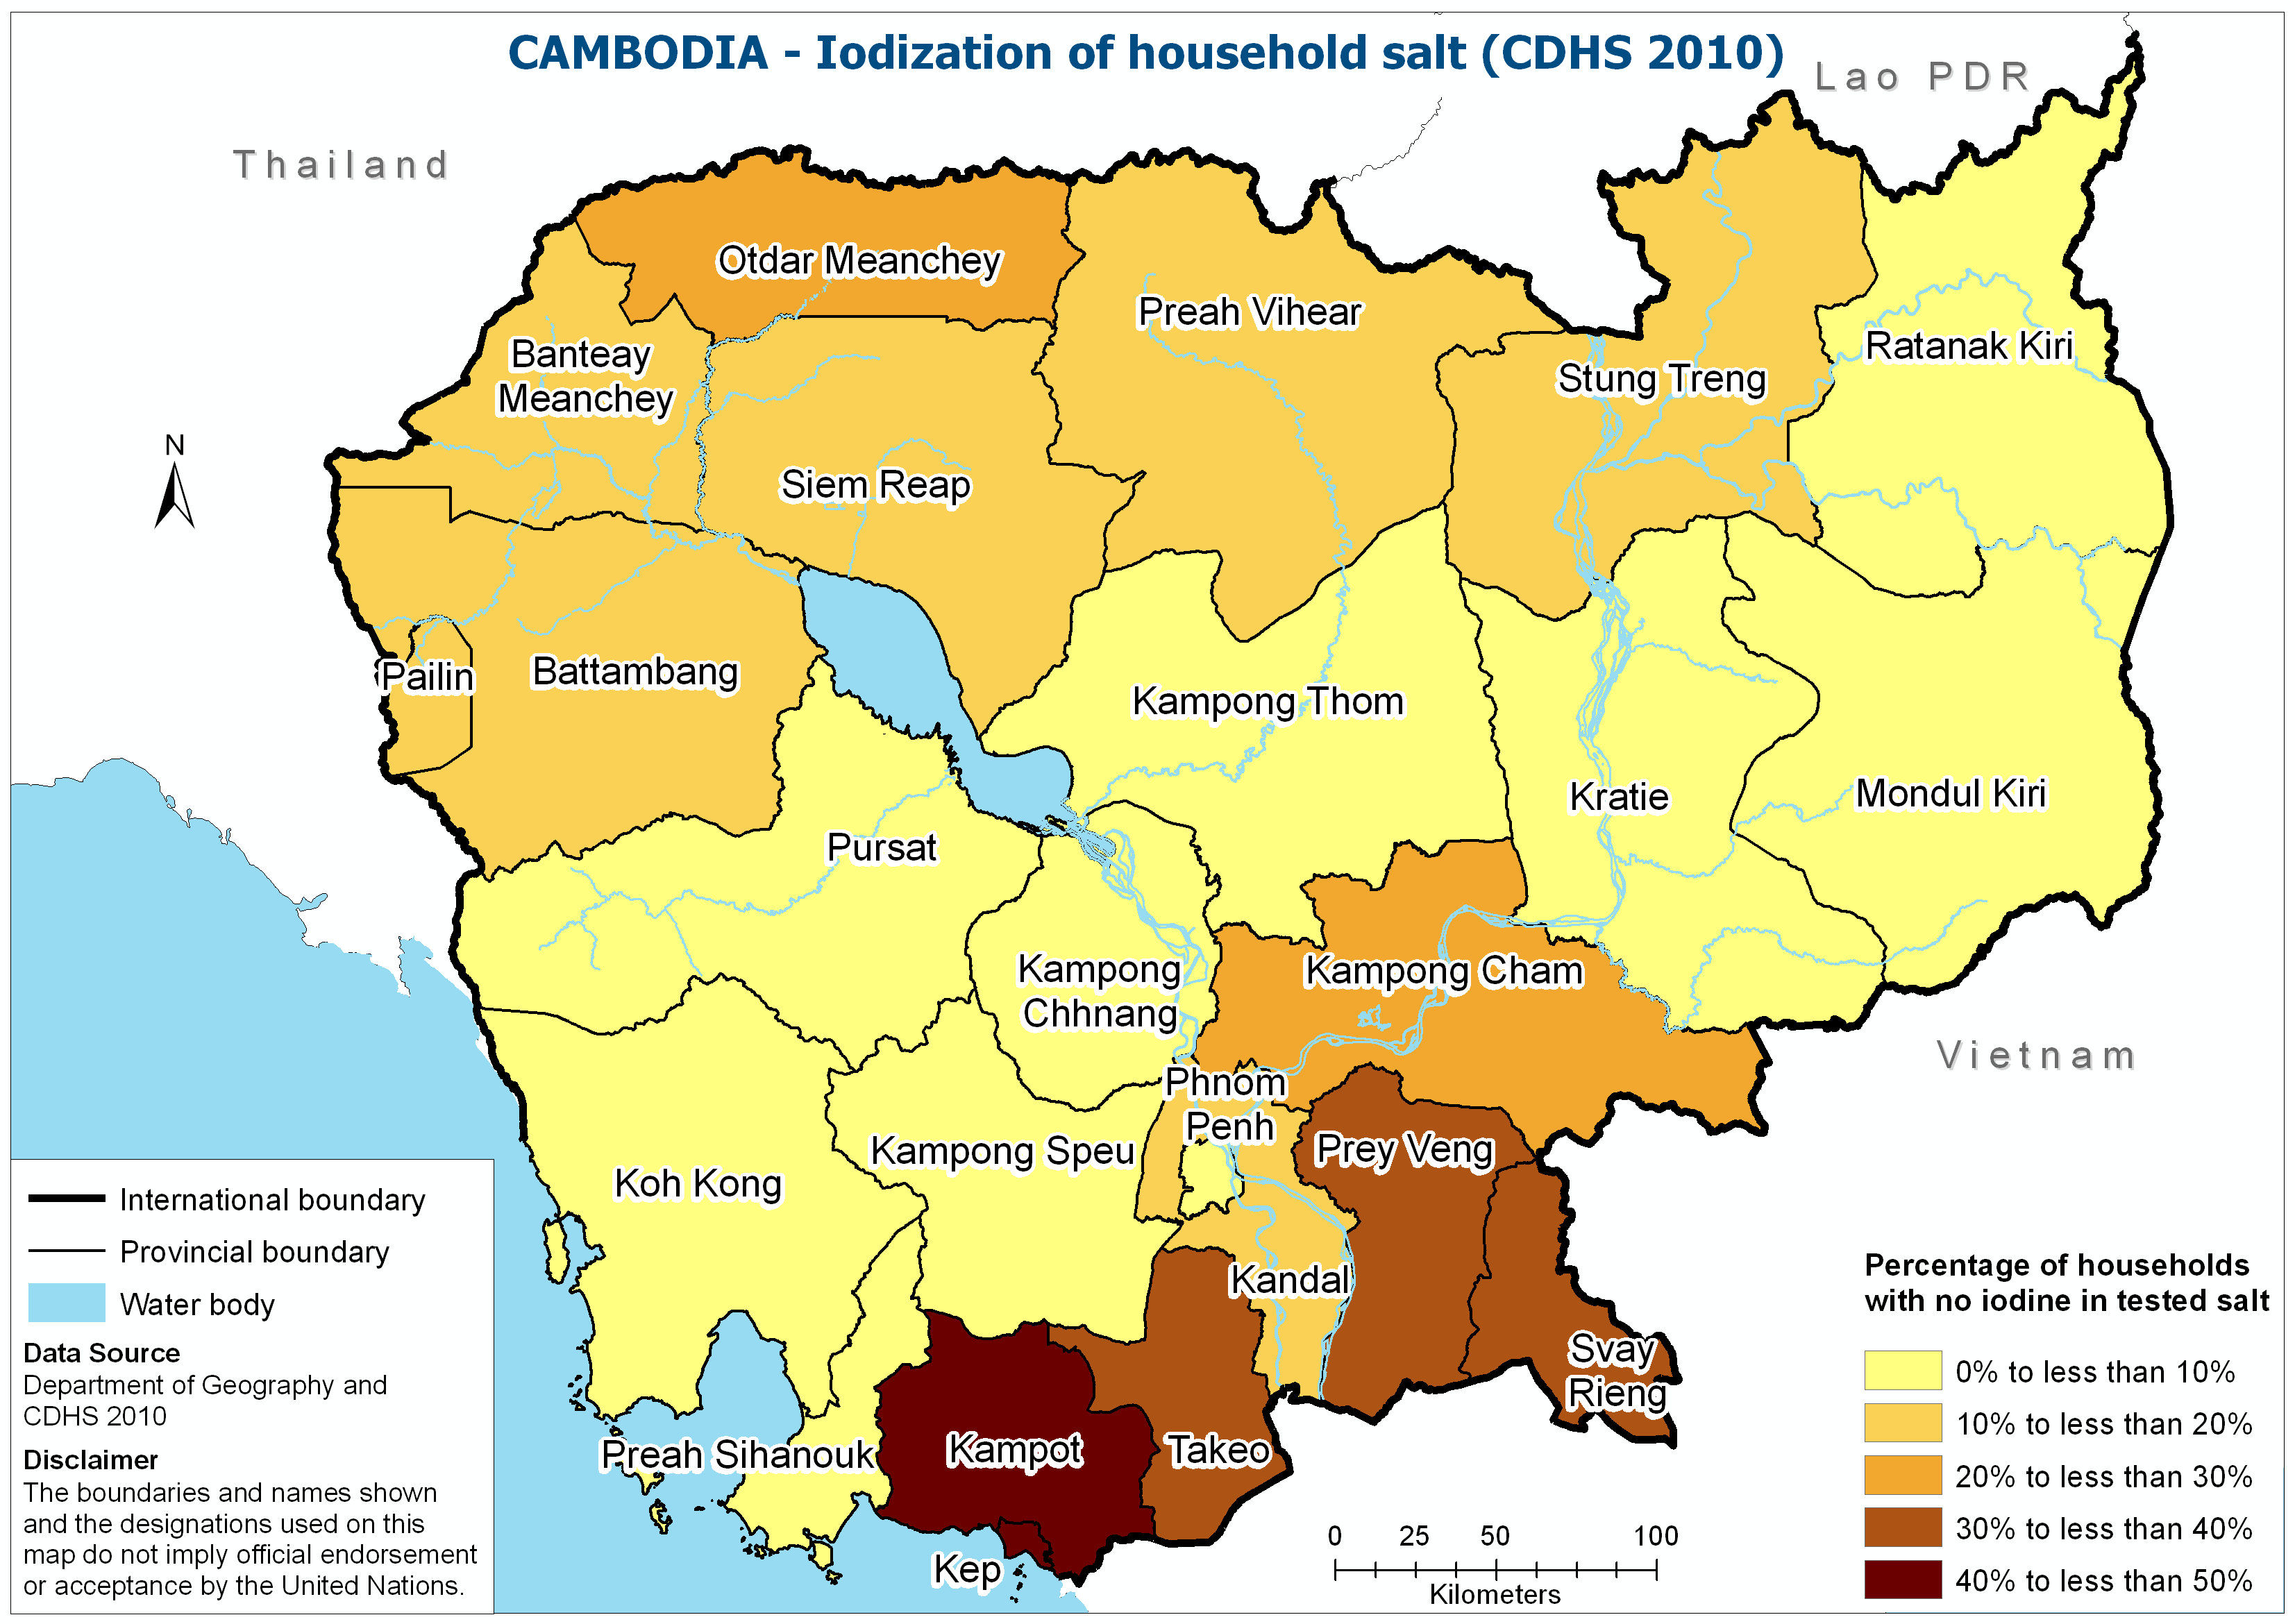 CAMBODIA - Iodization of household salt (CDHS 2010)
Lao PDR
Thailand
Otdar Meanchey
Preah Vihear
Ratanak Kiri
Banteay
Meanchey
Stung Treng
N
Siem Reap
Pailin
Battambang
Kampong Thom
Kratie
Mondul Kiri
Pursat
Kampong
Chhnang
Kampong Cham
Vietnam
Phnom
Penh
Prey Veng
Kampong Speu
Koh Kong
Kandal
Svay
Rieng
Preah Sihanouk
Kampot
Takeo
Kep
International boundary
Provincial boundary
Water body
Data Source
Department of Geography and
CDHS 2010
Disclaimer
The boundaries and names shown
and the designations used on this
map do not imply official endorsement
or acceptance by the United Nations.
0 25 50 100
Kilometers
Percentage of households
with no iodine in tested salt
0% to less than 10%
10% to less than 20%
20% to less than 30%
30% to less than 40%
40% to less than 50%